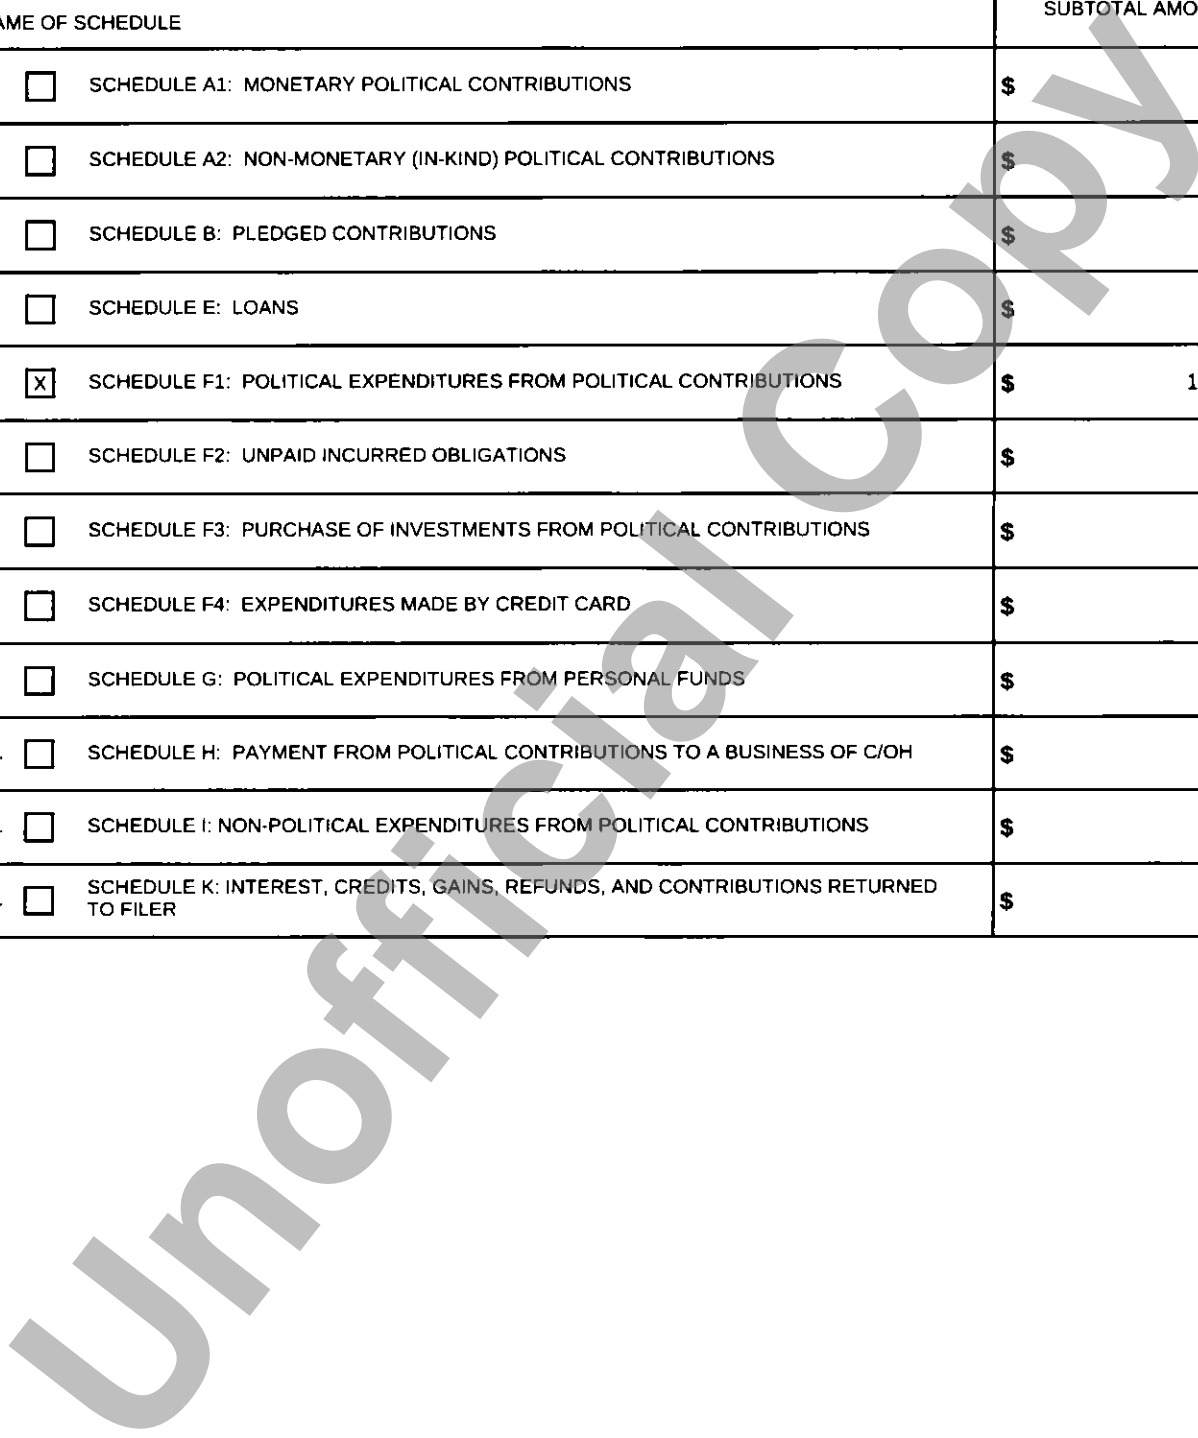 AME OF SCHEDULE
SUBTOTAL AMO
SCHEDULE A1: MONETARY POLITICAL CONTRIBUTIONS $
SCHEDULE A2: NON-MONETARY (IN-KIND) POLITICAL CONTRIBUTIONS $
SCHEDULE B: PLEDGED CONTRIBUTIONS $
SCHEDULE E: LOANS $
X SCHEDULE F1: POLITICAL EXPENDITURES FROM POLITICAL CONTRIBUTIONS $ 1
SCHEDULE F2: UNPAID INCURRED OBLIGATIONS $
SCHEDULE F3: PURCHASE OF INVESTMENTS FROM POLITICAL CONTRIBUTIONS $
SCHEDULE F4: EXPENDITURES MADE BY CREDIT CARD $
SCHEDULE G: POLITICAL EXPENDITURES FROM PERSONAL FUNDS $
SCHEDULE H: PAYMENT FROM POLITICAL CONTRIBUTIONS TO A BUSINESS OF C/OH $
SCHEDULE I: NON-POLITICAL EXPENDITURES FROM POLITICAL CONTRIBUTIONS $
SCHEDULE K: INTEREST, CREDITS, GAINS, REFUNDS, AND CONTRIBUTIONS RETURNED
TO FILER $
Unofficial Copy